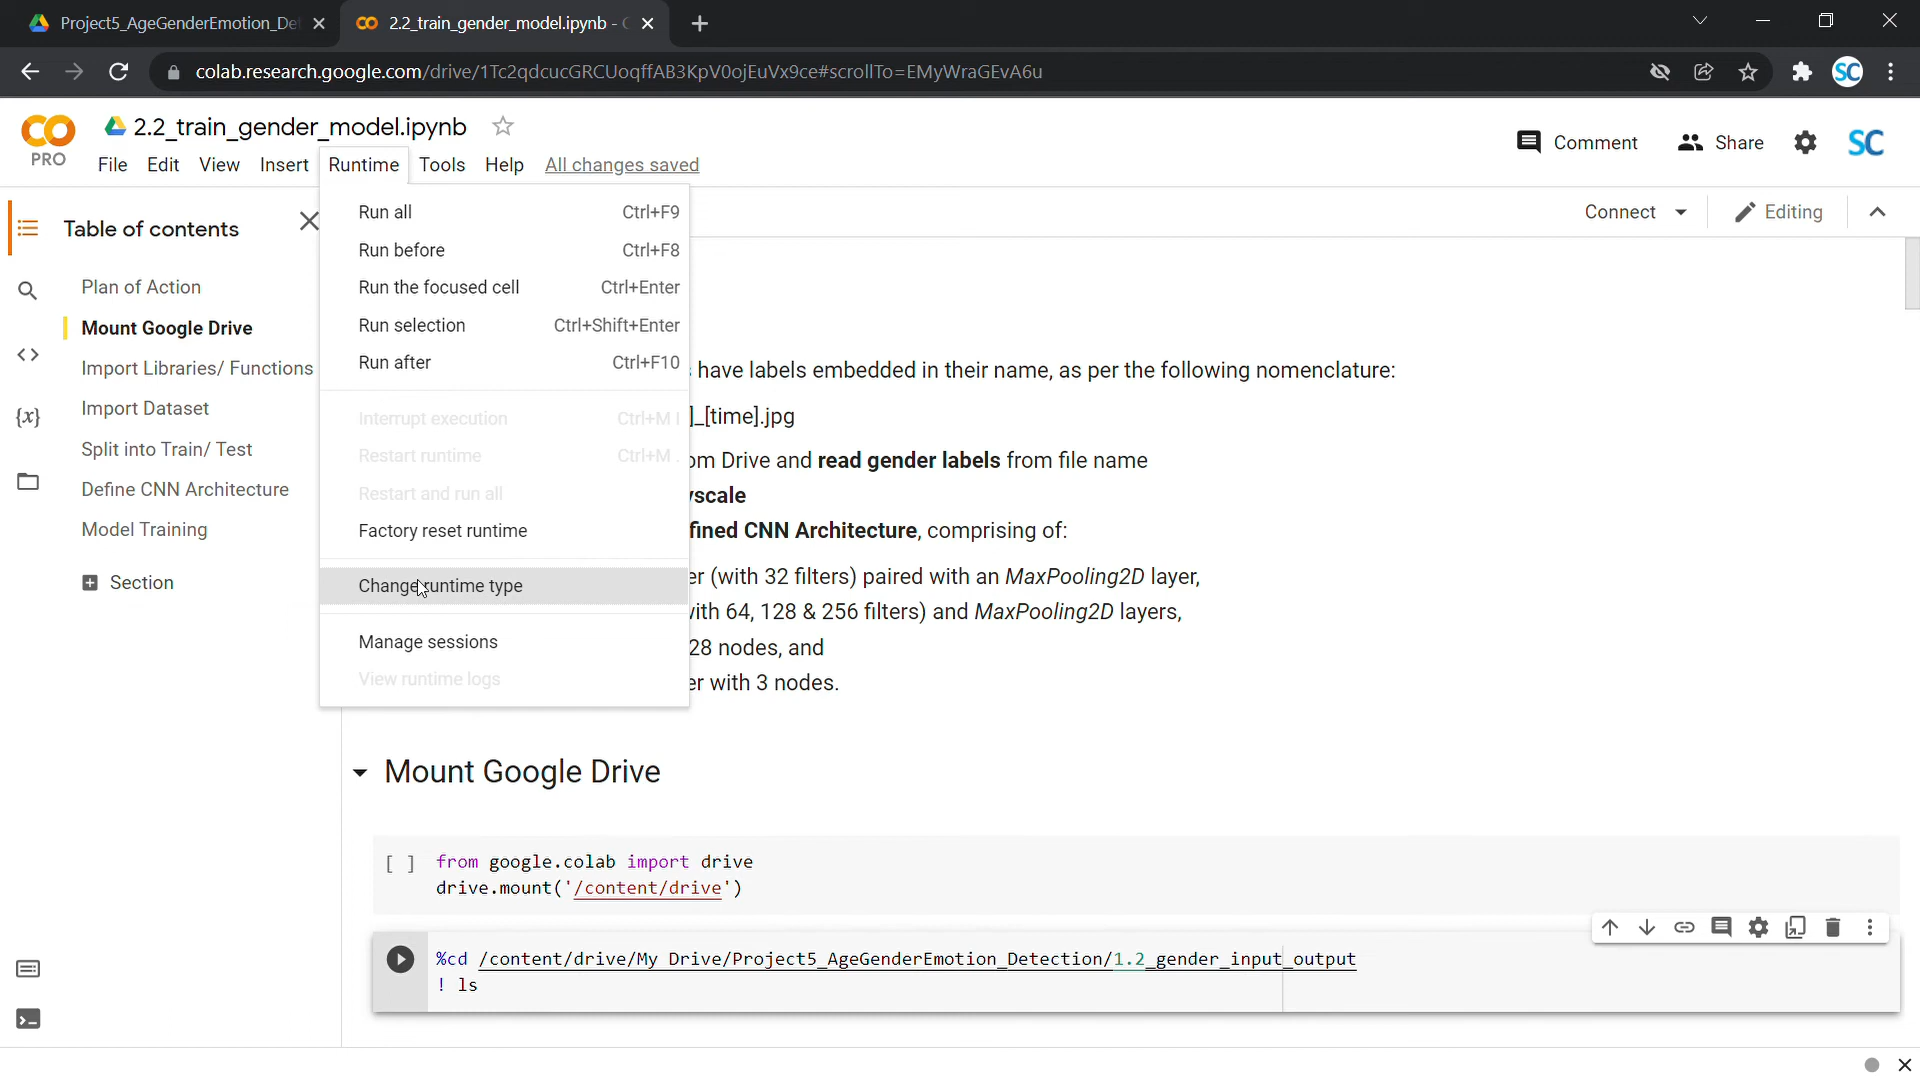 Project5_AgeGenderEmotion_De
2.2_train_gender_model.ipynb - C
colab.research.google.com/drive/1Tc2qdcucGRCUoqffAB3KpV0ojEuVx9ce#scrollTo=EMyWraGEvA6u
SC
CO
PRO
2.2_train_gender_model.ipynb
File Edit View Insert Runtime Tools Help All changes saved
Comment
Share
SC
Table of contents
Plan of Action
Mount Google Drive
Import Libraries/ Functions
Import Dataset
Split into Train/ Test
Define CNN Architecture
Model Training
Section
{x}
Run all Ctrl+F9
Run before Ctrl+F8
Run the focused cell Ctrl+Enter
Run selection Ctrl+Shift+Enter
Run after Ctrl+F10
Interrupt execution Ctrl+M I
Restart runtime Ctrl+M .
Restart and run all
Factory reset runtime
Change runtime type
Manage sessions
View runtime logs
Connect
Editing
have labels embedded in their name, as per the following nomenclature:
]_[time].jpg
om Drive and read gender labels from file name
yscale
fined CNN Architecture, comprising of:
er (with 32 filters) paired with an MaxPooling2D layer,
with 64, 128 & 256 filters) and MaxPooling2D layers,
28 nodes, and
er with 3 nodes.
Mount Google Drive
[ ] from google.colab import drive
drive.mount('/content/drive')
%cd /content/drive/My Drive/Project5_AgeGenderEmotion_Detection/1.2_gender_input_output
! ls